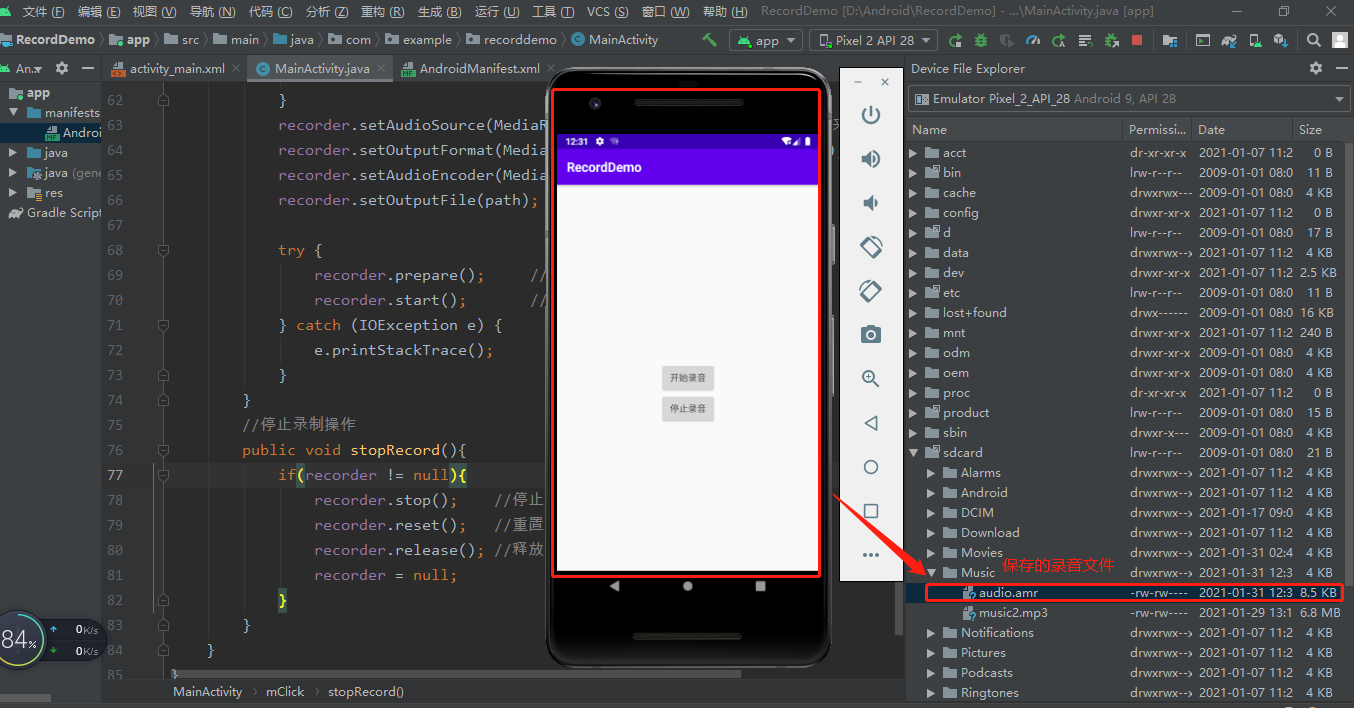 文件 (F) 编辑 (E) 视图 (V) 导航 (N) 代码 (C) 分析 (Z) 重构 (R) 生成 (B) 运行 (U) 工具 (T) VCS (S) 窗口 (W) 帮助 (H) RecordDemo [D:\Android\RecordDemo] - ...\MainActivity.java [app]
RecordDemo app src main java com example recorddemo MainActivity app Pixel 2 API 28
An.. activity_main.xml MainActivity.java AndroidManifest.xml Device File Explorer
app
manifests
Androi
java
java (gene
res
Gradle Script
62 }
63 recorder.setAudioSource(MediaR
64 recorder.setOutputFormat(Media
65 recorder.setAudioEncoder(Media
66 recorder.setOutputFile(path);
67
68 try {
69 recorder.prepare(); //
70 recorder.start(); //
71 } catch (IOException e) {
72 e.printStackTrace();
73 }
74 }
75 //停止录制操作
76 public void stopRecord(){
77 if(recorder != null){
78 recorder.stop(); //停止
79 recorder.reset(); //重置
80 recorder.release(); //释放
81 recorder = null;
82 }
83 }
84 }
85 }
84%
0K/s
0K/s
MainActivity › mClick › stopRecord()
12:31
RecordDemo
开始录音
停止录音
Emulator Pixel_2_API_28 Android 9, API 28
Name Permissi... Date Size
acct dr-xr-xr-x 2021-01-07 11:2 0 B
bin lrw-r--r-- 2009-01-01 08:0 11 B
cache drwxrwx--- 2009-01-01 08:0 4 KB
config drwxr-xr-x 2021-01-07 11:2 0 B
d lrw-r--r-- 2009-01-01 08:0 17 B
data drwxrwx--x 2021-01-07 11:2 4 KB
dev drwxr-xr-x 2021-01-07 11:2 2.5 KB
etc lrw-r--r-- 2009-01-01 08:0 11 B
lost+found drwx------ 2009-01-01 08:0 16 KB
mnt drwxr-xr-x 2021-01-07 11:2 240 B
odm drwxr-xr-x 2009-01-01 08:0 4 KB
oem drwxr-xr-x 2009-01-01 08:0 4 KB
proc dr-xr-xr-x 2021-01-07 11:2 0 B
product lrw-r--r-- 2009-01-01 08:0 15 B
sbin drwxr-x--- 2009-01-01 08:0 4 KB
sdcard lrw-r--r-- 2009-01-01 08:0 21 B
Alarms drwxrwx--x 2021-01-07 11:2 4 KB
Android drwxrwx--x 2021-01-07 11:2 4 KB
DCIM drwxrwx--x 2021-01-17 09:0 4 KB
Download drwxrwx--x 2021-01-07 11:2 4 KB
Movies drwxrwx--x 2021-01-31 02:4 4 KB
Music 保存的录音文件 drwxrwx--x 2021-01-31 12:3 4 KB
audio.amr -rw-rw---- 2021-01-31 12:3 8.5 KB
music2.mp3 -rw-rw---- 2021-01-29 13:1 6.8 MB
Notifications drwxrwx--x 2021-01-07 11:2 4 KB
Pictures drwxrwx--x 2021-01-07 11:2 4 KB
Podcasts drwxrwx--x 2021-01-07 11:2 4 KB
Ringtones drwxrwx--x 2021-01-07 11:2 4 KB